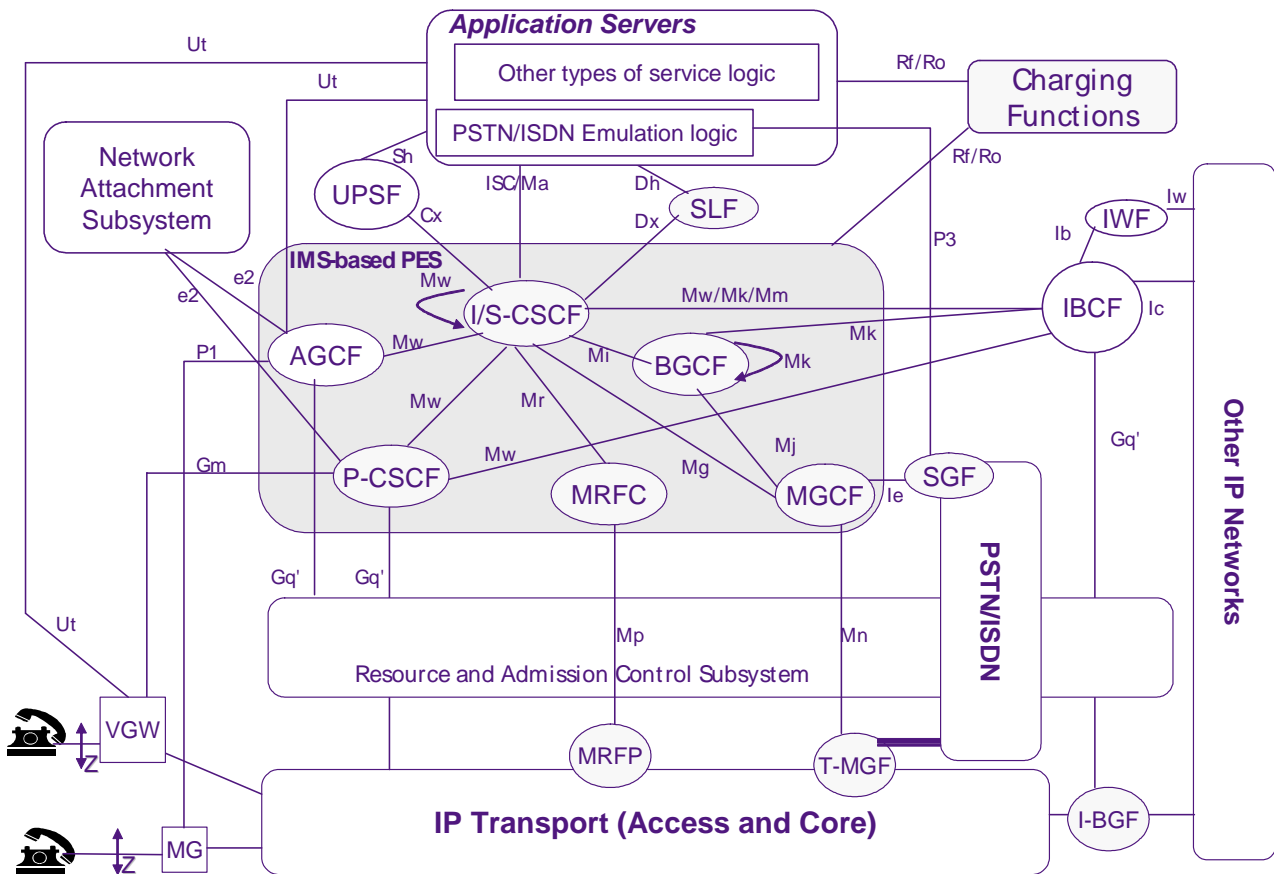 Application Servers
Ut
Other types of service logic
Rf/Ro
Charging
Functions
Ut
PSTN/ISDN Emulation logic
Network
Attachment
Subsystem
Sh
ISC/Ma
Dh
Rf/Ro
UPSF
SLF
Iw
IWF
Cx
Dx
P3
Ib
IMS-based PES
e2
e2
Mw
I/S-CSCF
Mw/Mk/Mm
IBCF
Ic
Mk
P1
AGCF
Mw
Mi
BGCF
Mk
Mw
Mr
Mw
Mj
Gq'
Gm
P-CSCF
MRFC
Mg
MGCF
Ie
SGF
Other IP Networks
PSTN/ISDN
Gq'
Gq'
Ut
Mp
Mn
Resource and Admission Control Subsystem
VGW
Z
MRFP
T-MGF
IP Transport (Access and Core)
I-BGF
MG
Z